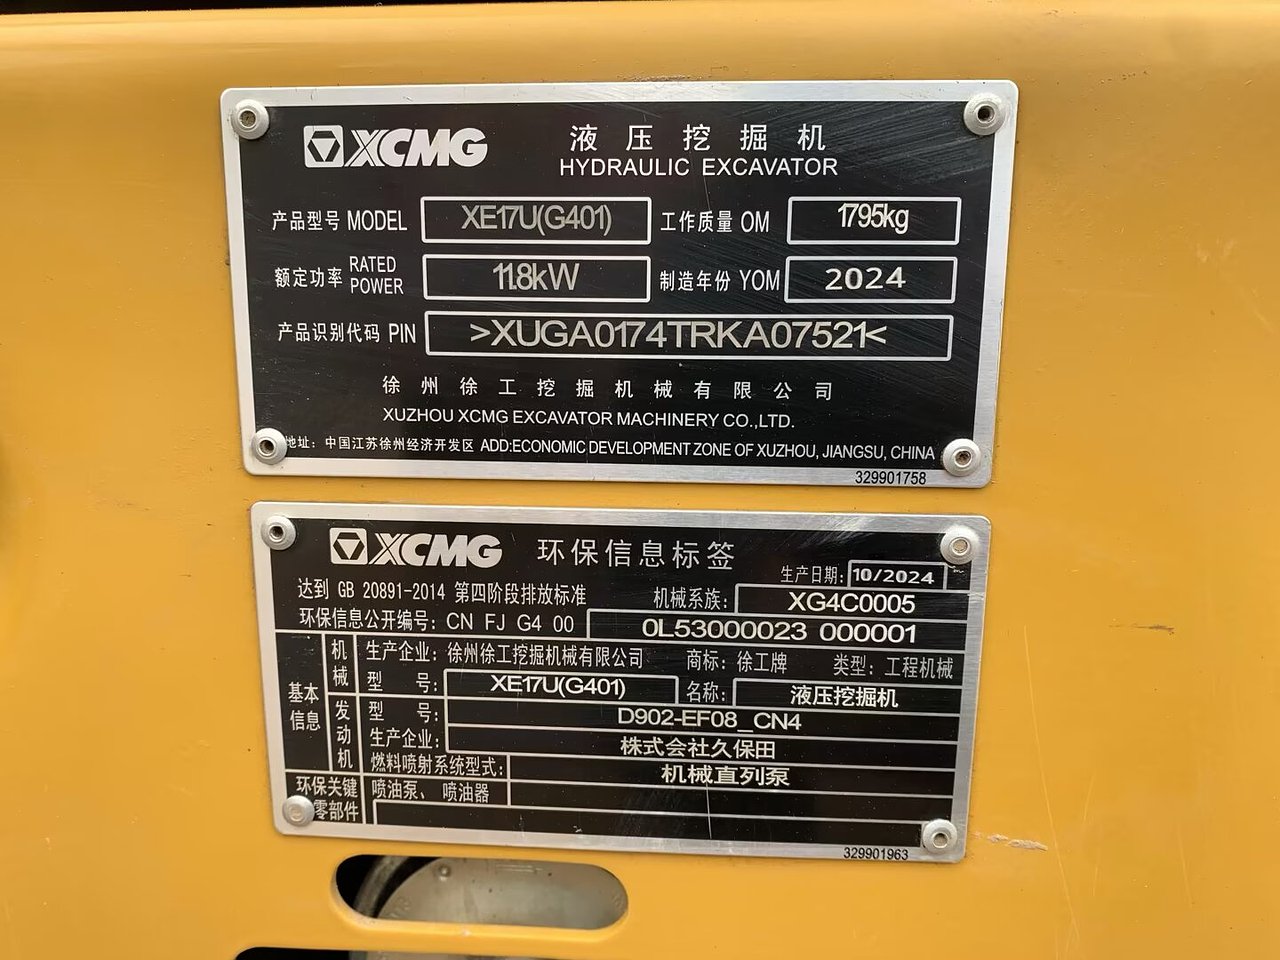 XCMG 液压挖掘机
HYDRAULIC EXCAVATOR
产品型号 MODEL XE17U(G401) 工作质量 OM 1795kg
额定功率 RATED POWER 11.8kW 制造年份 YOM 2024
产品识别代码 PIN >XUGA0174TRKA07521<
徐州徐工挖掘机械有限公司
XUZHOU XCMG EXCAVATOR MACHINERY CO.,LTD.
地址：中国江苏徐州经济开发区 ADD:ECONOMIC DEVELOPMENT ZONE OF XUZHOU, JIANGSU, CHINA
329901758
XCMG 环保信息标签
生产日期: 10/2024
达到 GB 20891-2014 第四阶段排放标准 机械系族: XG4C0005
环保信息公开编号: CN FJ G4 00 0L53000023 000001
基本信息
机械 生产企业: 徐州徐工挖掘机械有限公司 商标: 徐工牌 类型: 工程机械
型号: XE17U(G401) 名称: 液压挖掘机
发动机 型号: D902-EF08_CN4
生产企业: 株式会社久保田
燃料喷射系统型式: 机械直列泵
环保关键零部件 喷油泵、喷油器
329901963